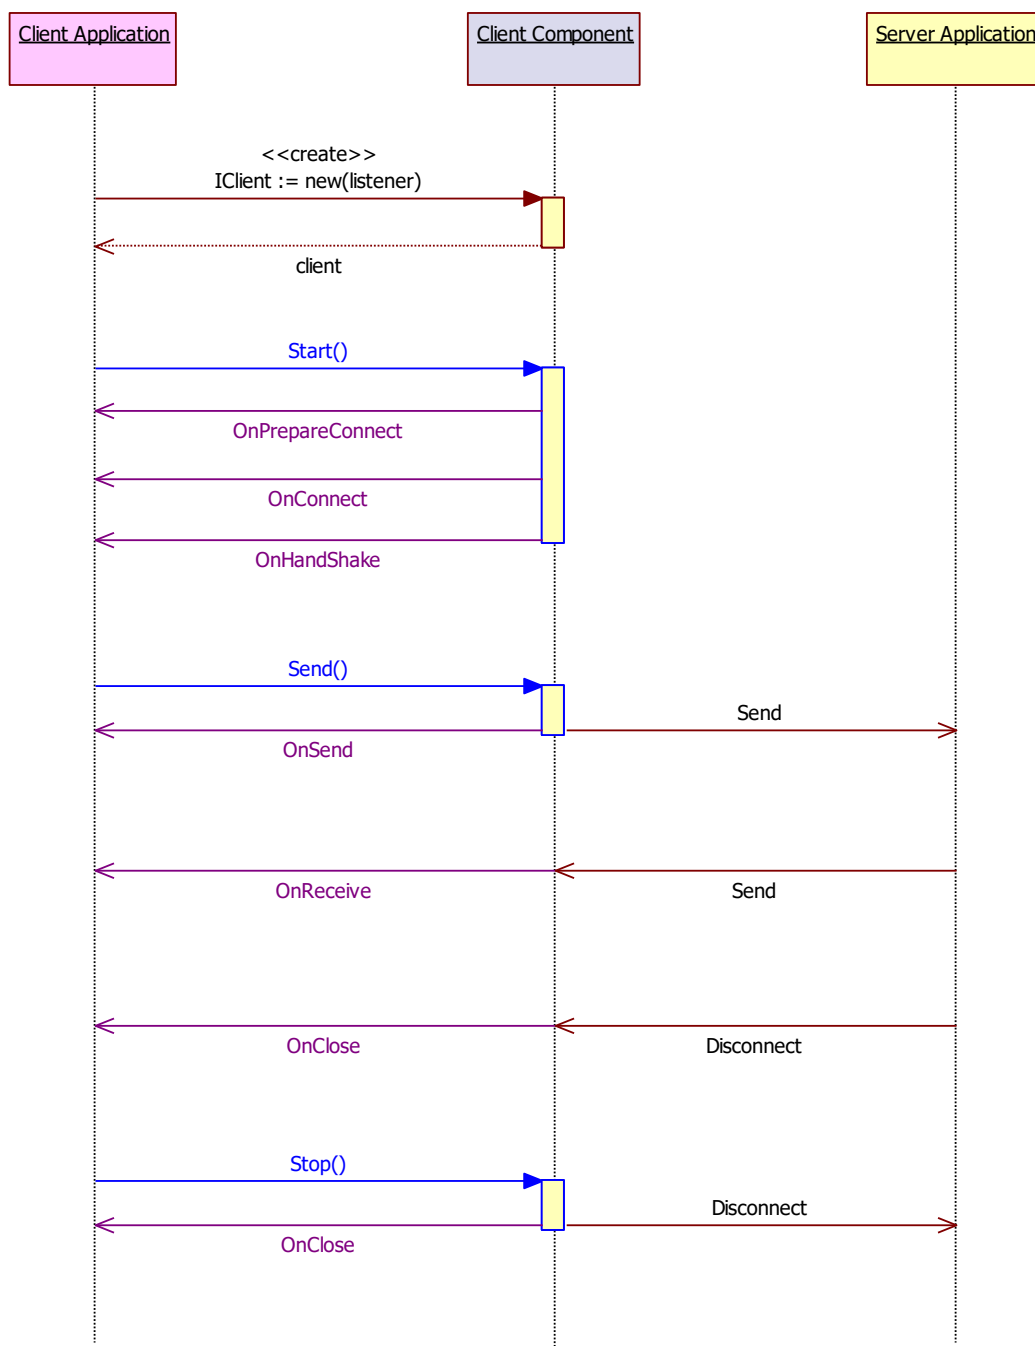 Client Application
Client Component
Server Application
<<create>>
IClient := new(listener)
client
Start()
OnPrepareConnect
OnConnect
OnHandShake
Send()
Send
OnSend
OnReceive
Send
OnClose
Disconnect
Stop()
Disconnect
OnClose